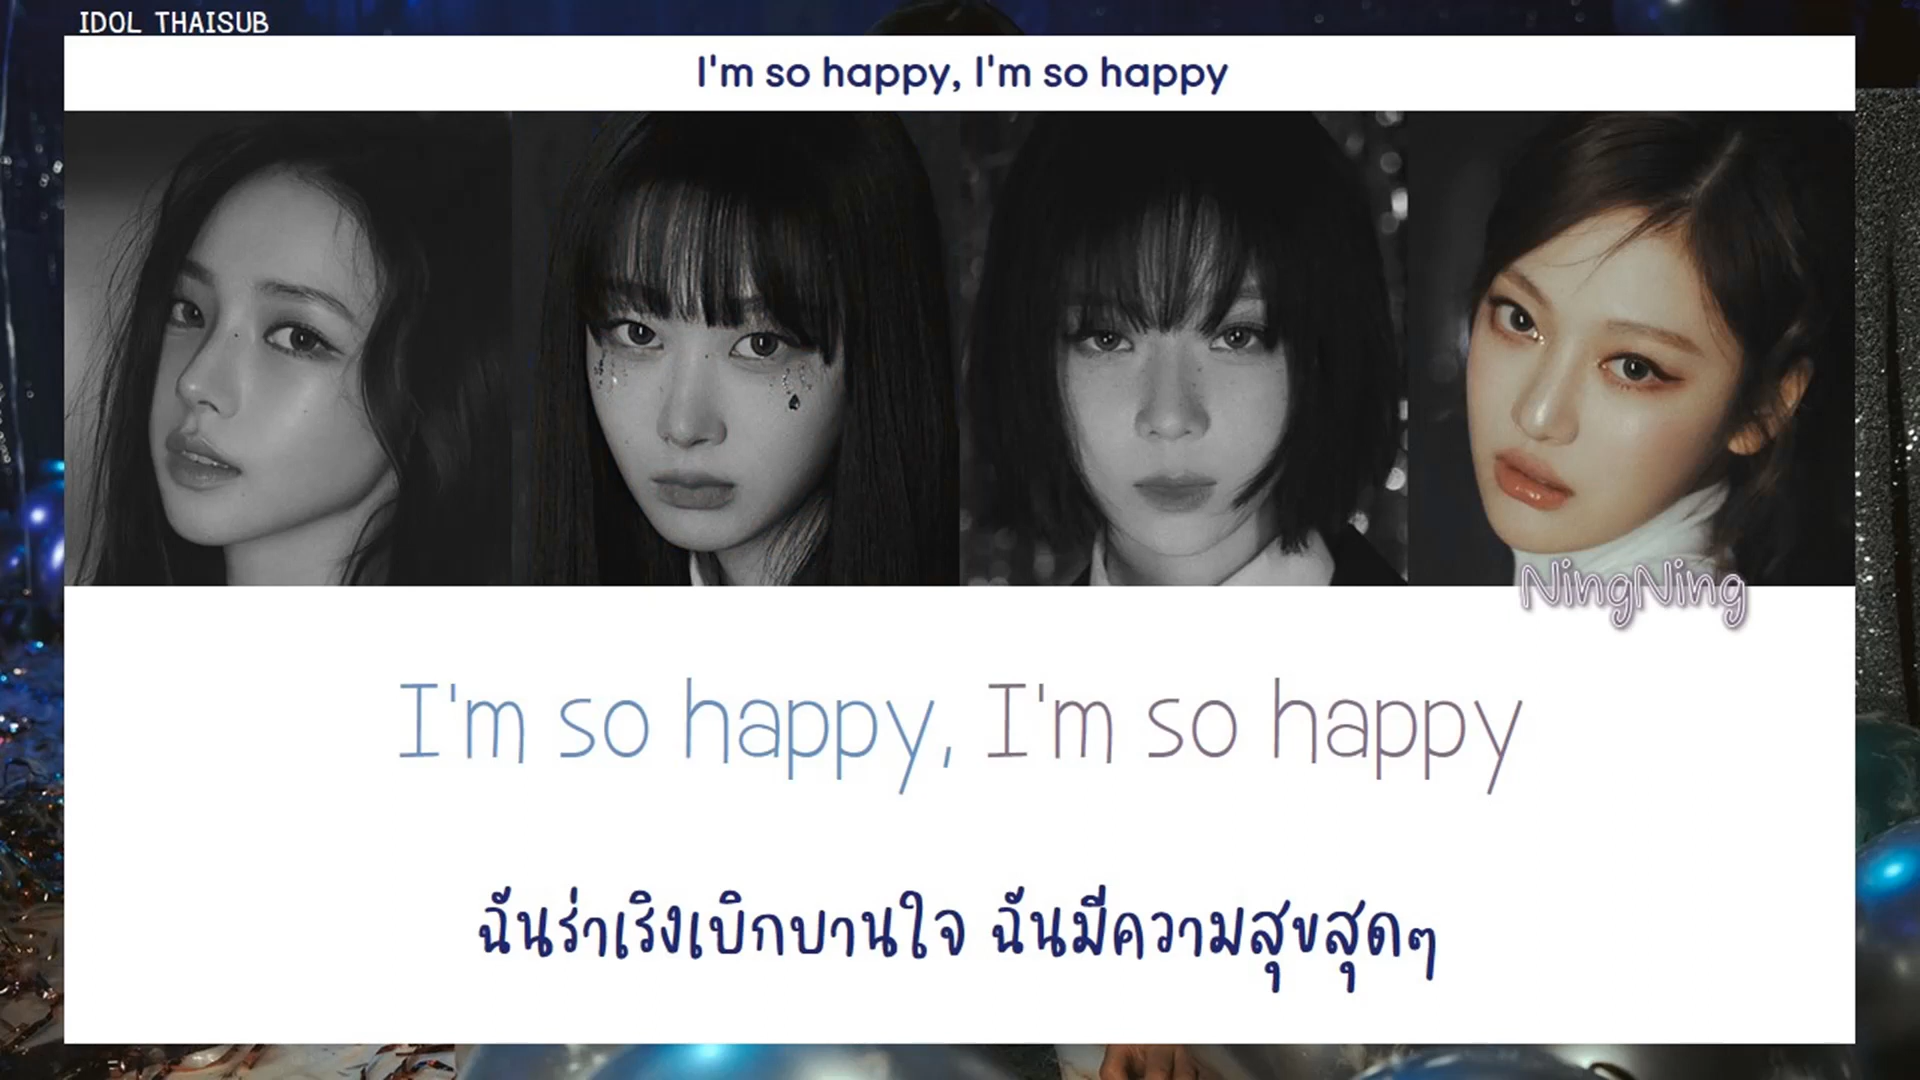 IDOL THAISUB
I'm so happy, I'm so happy
NingNing
I'm so happy, I'm so happy
ฉันร่าเริงเบิกบานใจ ฉันมีความสุขสุดๆ